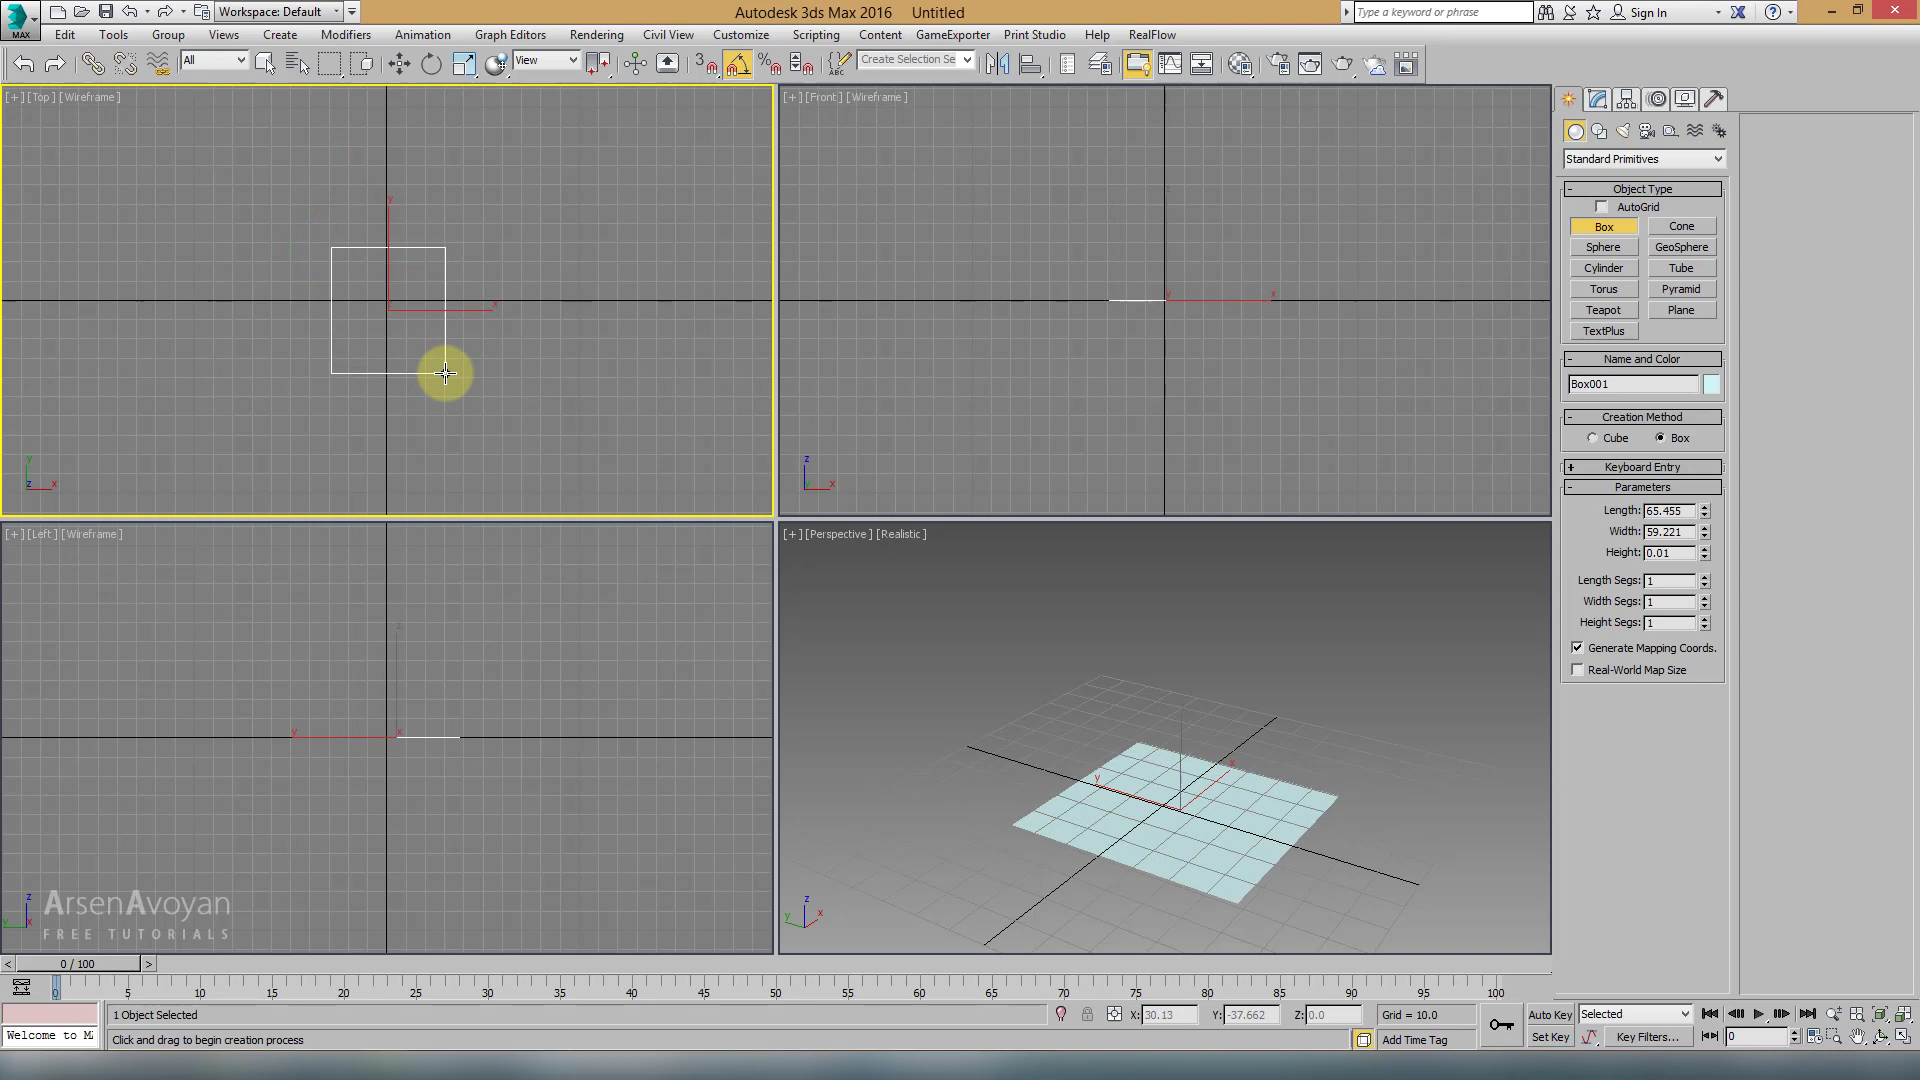 MAX
Workspace: Default
Autodesk 3ds Max 2016 Untitled
Type a keyword or phrase
Sign In
Edit Tools Group Views Create Modifiers Animation Graph Editors Rendering Civil View Customize Scripting Content GameExporter Print Studio Help RealFlow
All
View
3
%
ABC
Create Selection Se
[+] [Top] [Wireframe]
y
x
y
z
x
[+] [Front] [Wireframe]
z
y
x
z
y
x
Standard Primitives
- Object Type
AutoGrid
Box Cone
Sphere GeoSphere
Cylinder Tube
Torus Pyramid
Teapot Plane
TextPlus
- Name and Color
Box001
- Creation Method
Cube Box
+ Keyboard Entry
- Parameters
Length: 65.455
Width: 59.221
Height: 0.01
Length Segs: 1
Width Segs: 1
Height Segs: 1
Generate Mapping Coords.
Real-World Map Size
[+] [Left] [Wireframe]
z
y
x
z
y
x
ArsenAvoyan
FREE TUTORIALS
[+] [Perspective] [Realistic]
y
x
z
y
x
< 0 / 100 >
0 5 10 15 20 25 30 35 40 45 50 55 60 65 70 75 80 85 90 95 100
1 Object Selected
X: 30.13 Y: -37.662 Z: 0.0
Grid = 10.0
Auto Key
Selected
Welcome to M
Click and drag to begin creation process
Add Time Tag
Set Key
Key Filters...
0